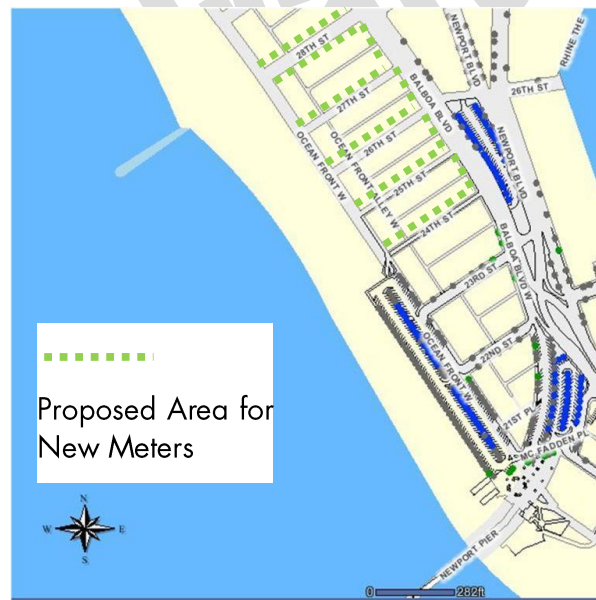 NEWPORT BLVD
RHINE THE
28TH ST
BALBOA BLVD
26TH ST
27TH ST
NEWPORT BLVD
OCEAN FRONT W
OCEAN FRONT ALLEY W
26TH ST
25TH ST
24TH ST
BALBOA BLVD W
23RD ST
OCEAN FRONT W
22ND ST
Proposed Area for
New Meters
21ST PL
MC FADDEN PL
N
W
E
S
NEWPORT PIER
0
282ft